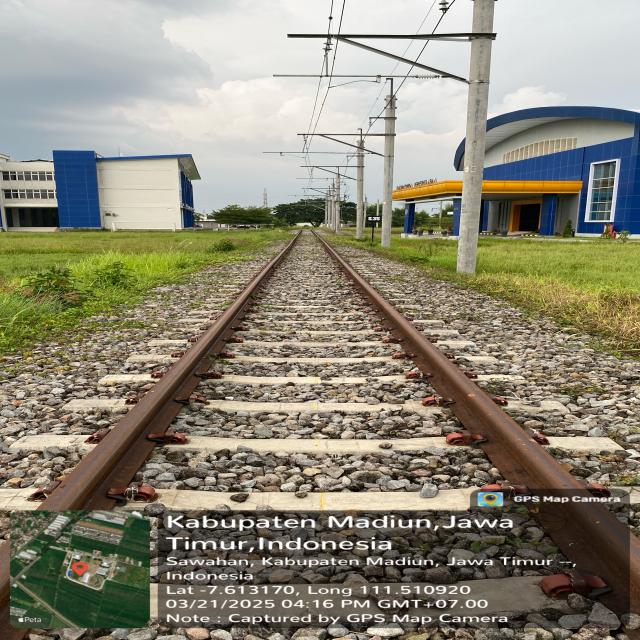 GPS Map Camera
Kabupaten Madiun,Jawa
Timur,Indonesia
Sawahan, Kabupaten Madiun, Jawa Timur --,
Indonesia
Lat -7.613170, Long 111.510920
03/21/2025 04:16 PM GMT+07.00
Note : Captured by GPS Map Camera
Peta